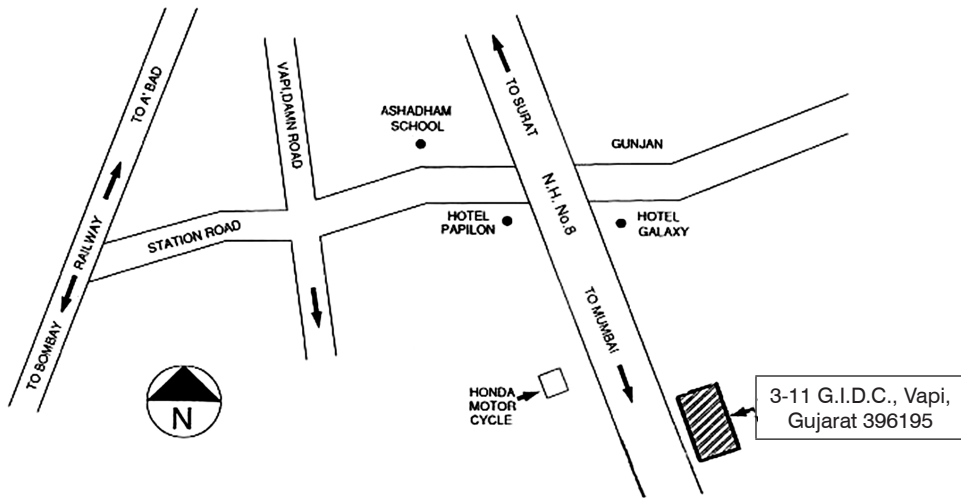 TO A' BAD
RAILWAY
TO BOMBAY
VAPI,DAMN ROAD
STATION ROAD
ASHADHAM
SCHOOL
TO SURAT
N.H. No.8
TO MUMBAI
GUNJAN
HOTEL
PAPILON
HOTEL
GALAXY
HONDA
MOTOR
CYCLE
N
3-11 G.I.D.C., Vapi,
Gujarat 396195